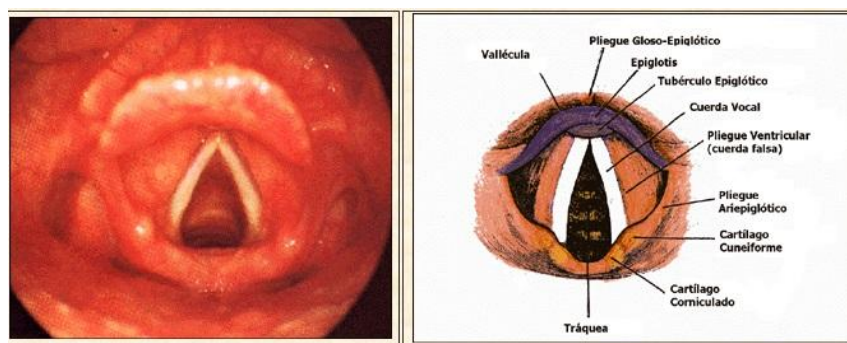 Pliegue Gloso-Epiglótico
Vallécula
Epiglotis
Tubérculo Epiglótico
Cuerda Vocal
Pliegue Ventricular
(cuerda falsa)
Pliegue
Ariepiglótico
Cartílago
Cuneiforme
Cartílago
Corniculado
Tráquea